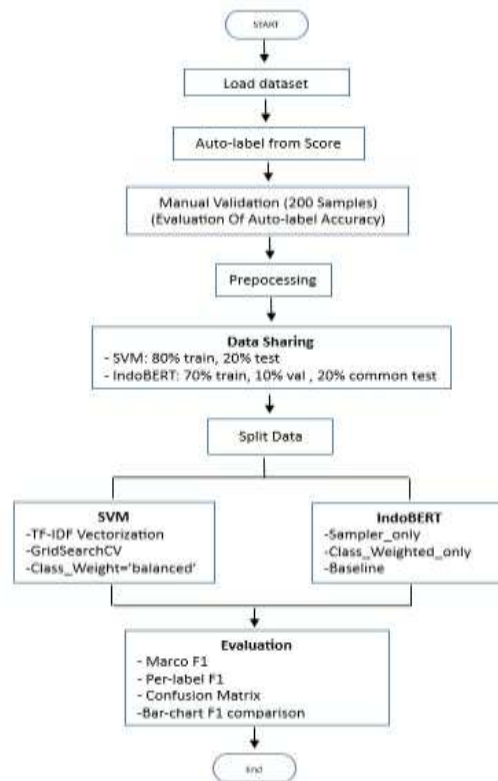 START
Load dataset
Auto-label from Score
Manual Validation (200 Samples)
(Evaluation Of Auto-label Accuracy)
Prepocessing
Data Sharing
- SVM: 80% train, 20% test
- IndoBERT: 70% train, 10% val , 20% common test
Split Data
SVM
-TF-IDF Vectorization
-GridSearchCV
-Class_Weight='balanced'
IndoBERT
-Sampler_only
-Class_Weighted_only
-Baseline
Evaluation
- Marco F1
- Per-label F1
- Confusion Matrix
-Bar-chart F1 comparison
End